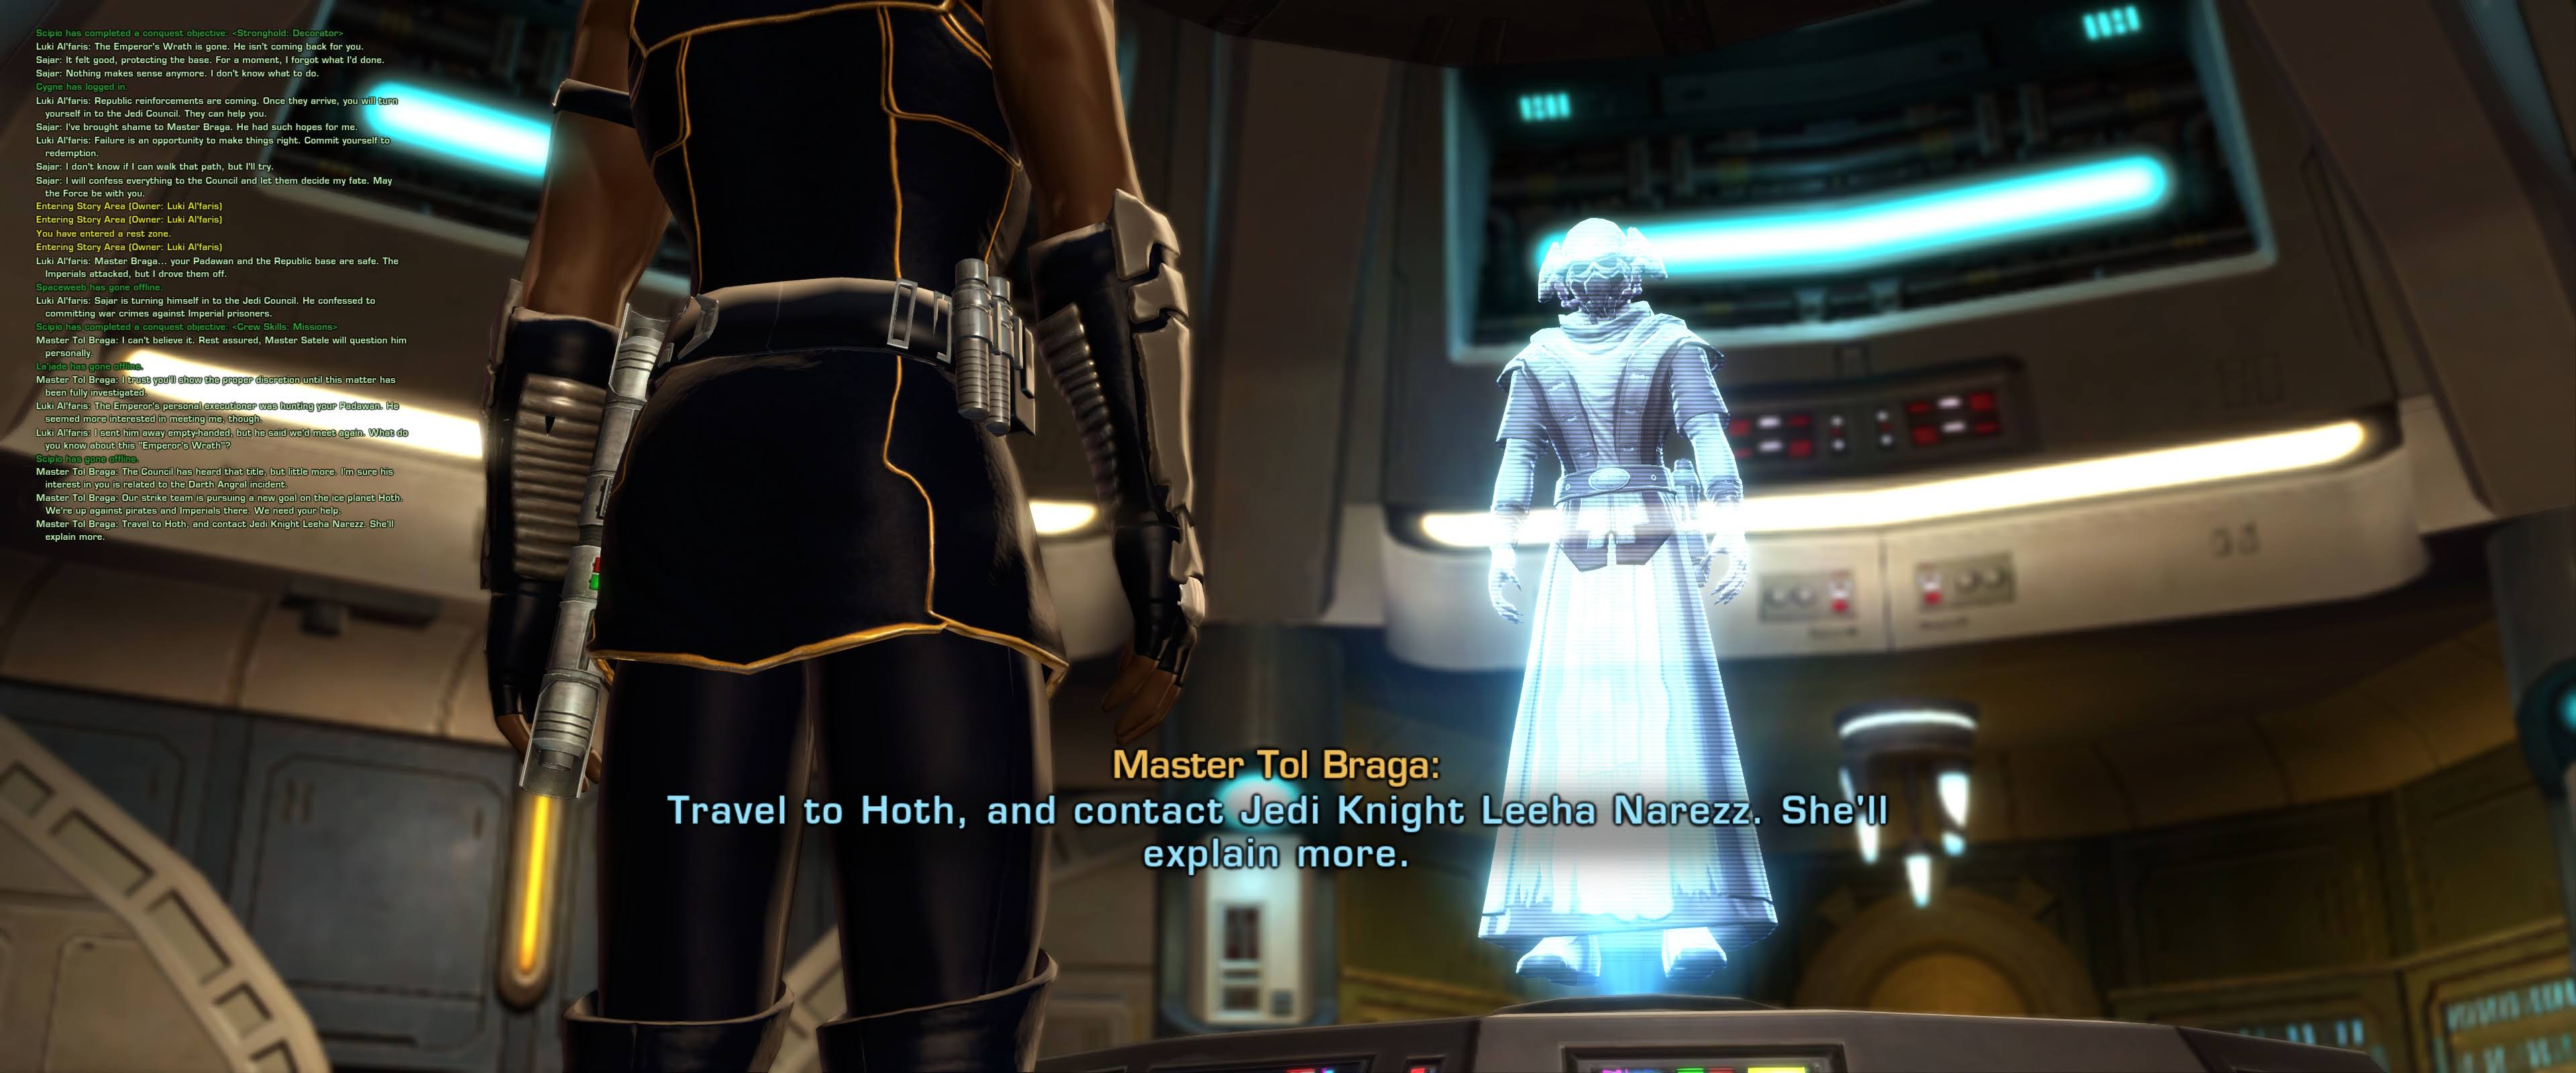 Scipio has completed a conquest objective: <Stronghold: Decorator>
Luki Al'faris: The Emperor's Wrath is gone. He isn't coming back for you.
Sajar: It felt good, protecting the base. For a moment, I forgot what I'd done.
Sajar: Nothing makes sense anymore. I don't know what to do.
Cygne has logged in.
Luki Al'faris: Republic reinforcements are coming. Once they arrive, you will turn
yourself in to the Jedi Council. They can help you.
Sajar: I've brought shame to Master Braga. He had such hopes for me.
Luki Al'faris: Failure is an opportunity to make things right. Commit yourself to
redemption.
Sajar: I don't know if I can walk that path, but I'll try.
Sajar: I will confess everything to the Council and let them decide my fate. May
the Force be with you.
Entering Story Area (Owner: Luki Al'faris)
Entering Story Area (Owner: Luki Al'faris)
You have entered a rest zone.
Entering Story Area (Owner: Luki Al'faris)
Luki Al'faris: Master Braga... your Padawan and the Republic base are safe. The
Imperials attacked, but I drove them off.
Spaceweeb has gone offline.
Luki Al'faris: Sajar is turning himself in to the Jedi Council. He confessed to
committing war crimes against Imperial prisoners.
Scipio has completed a conquest objective: <Crew Skills: Missions>
Master Tol Braga: I can't believe it. Rest assured, Master Satele will question him
personally.
La'jade has gone offline.
Master Tol Braga: I trust you'll show the proper discretion until this matter has
been fully investigated.
Luki Al'faris: The Emperor's personal executioner was hunting your Padawan. He
seemed more interested in meeting me, though.
Luki Al'faris: I sent him away empty-handed, but he said we'd meet again. What do
you know about this "Emperor's Wrath"?
Scipio has gone offline.
Master Tol Braga: The Council has heard that title, but little more. I'm sure his
interest in you is related to the Darth Angral incident.
Master Tol Braga: Our strike team is pursuing a new goal on the ice planet Hoth.
We're up against pirates and Imperials there. We need your help.
Master Tol Braga: Travel to Hoth, and contact Jedi Knight Leeha Narezz. She'll
explain more.
Master Tol Braga:
Travel to Hoth, and contact Jedi Knight Leeha Narezz. She'll
explain more.